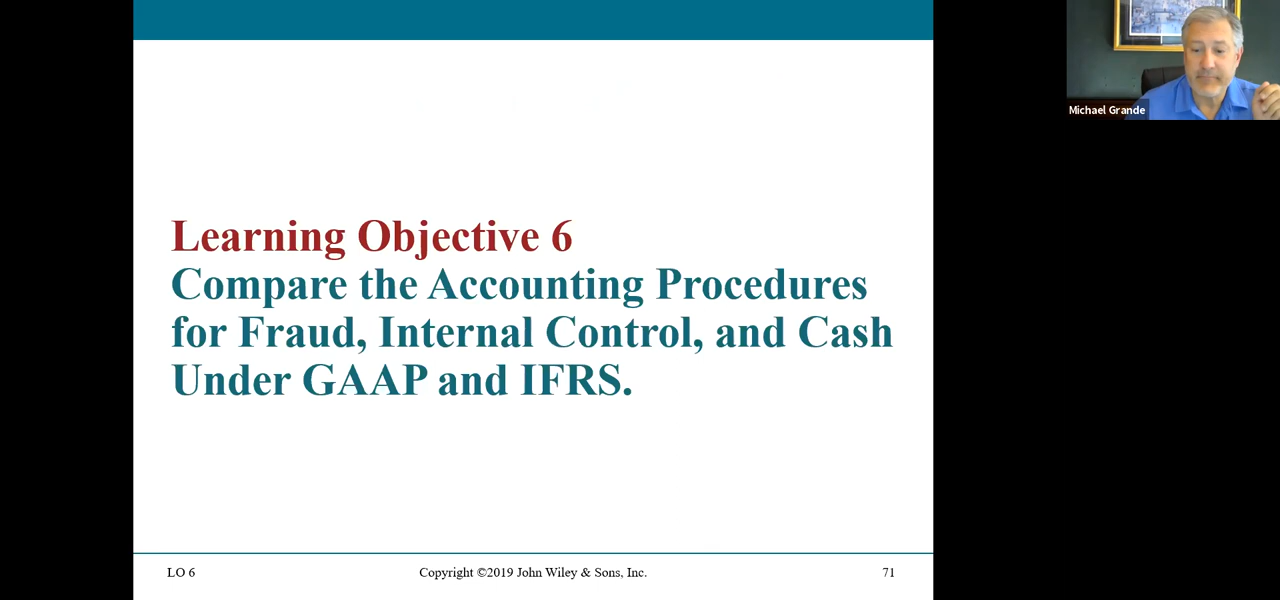 Michael Grande
Learning Objective 6
Compare the Accounting Procedures
for Fraud, Internal Control, and Cash
Under GAAP and IFRS.
LO 6
Copyright ©2019 John Wiley & Sons, Inc.
71